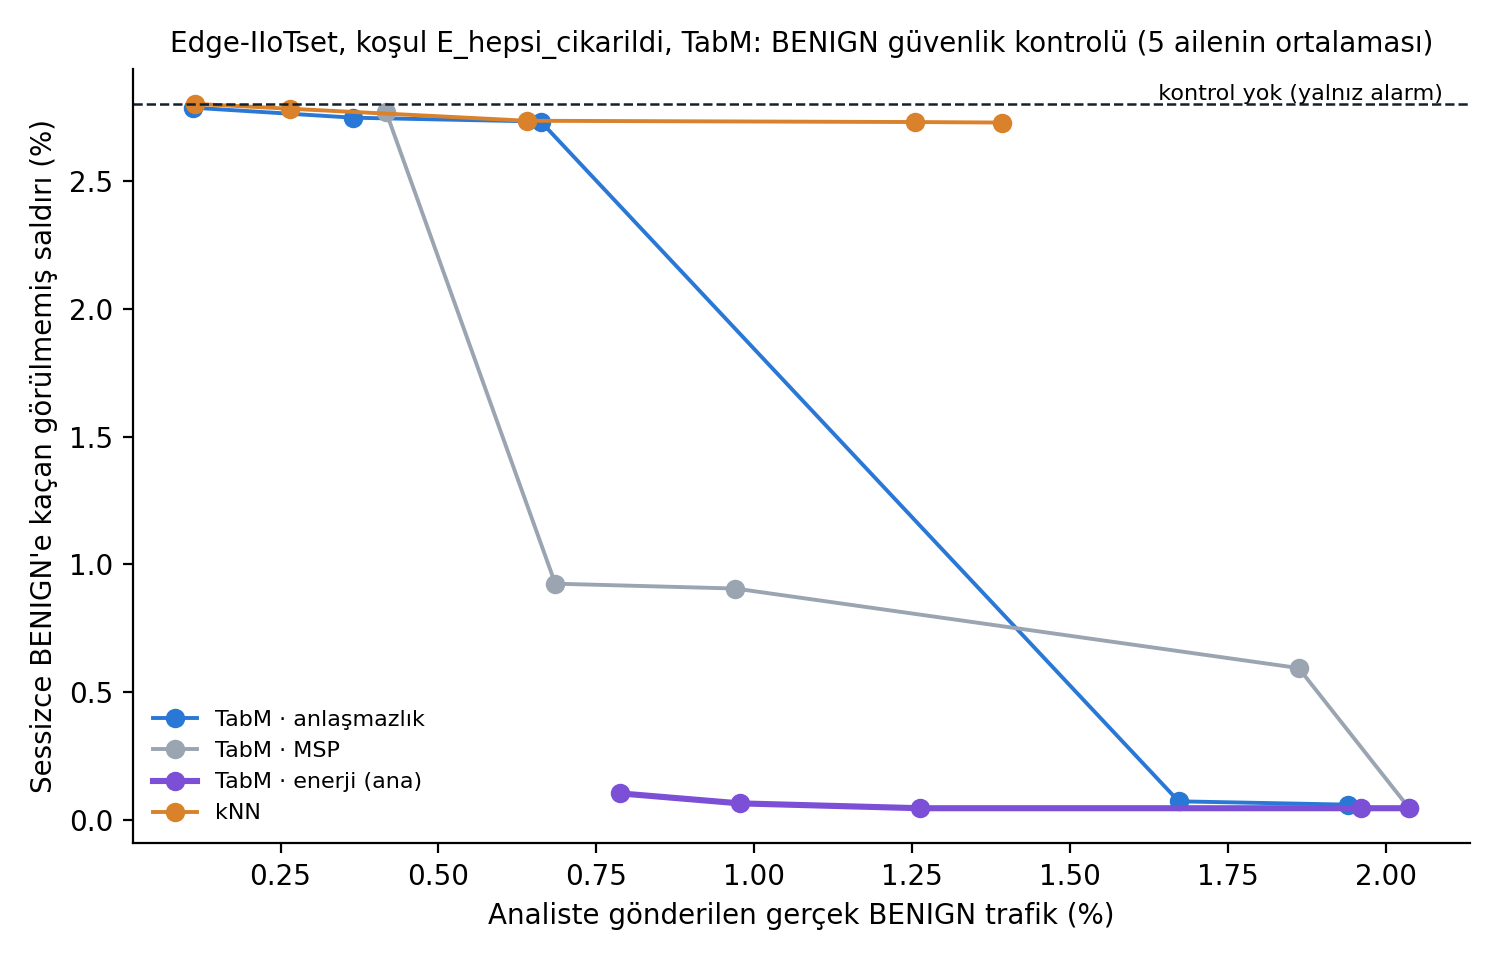 Edge-IIoTset, koşul E_hepsi_cikarildi, TabM: BENIGN güvenlik kontrolü (5 ailenin ortalaması)
kontrol yok (yalnız alarm)
Sessizce BENIGN'e kaçan görülmemiş saldırı (%)
2.5
2.0
1.5
1.0
0.5
0.0
TabM · anlaşmazlık
TabM · MSP
TabM · enerji (ana)
kNN
0.25 0.50 0.75 1.00 1.25 1.50 1.75 2.00
Analiste gönderilen gerçek BENIGN trafik (%)